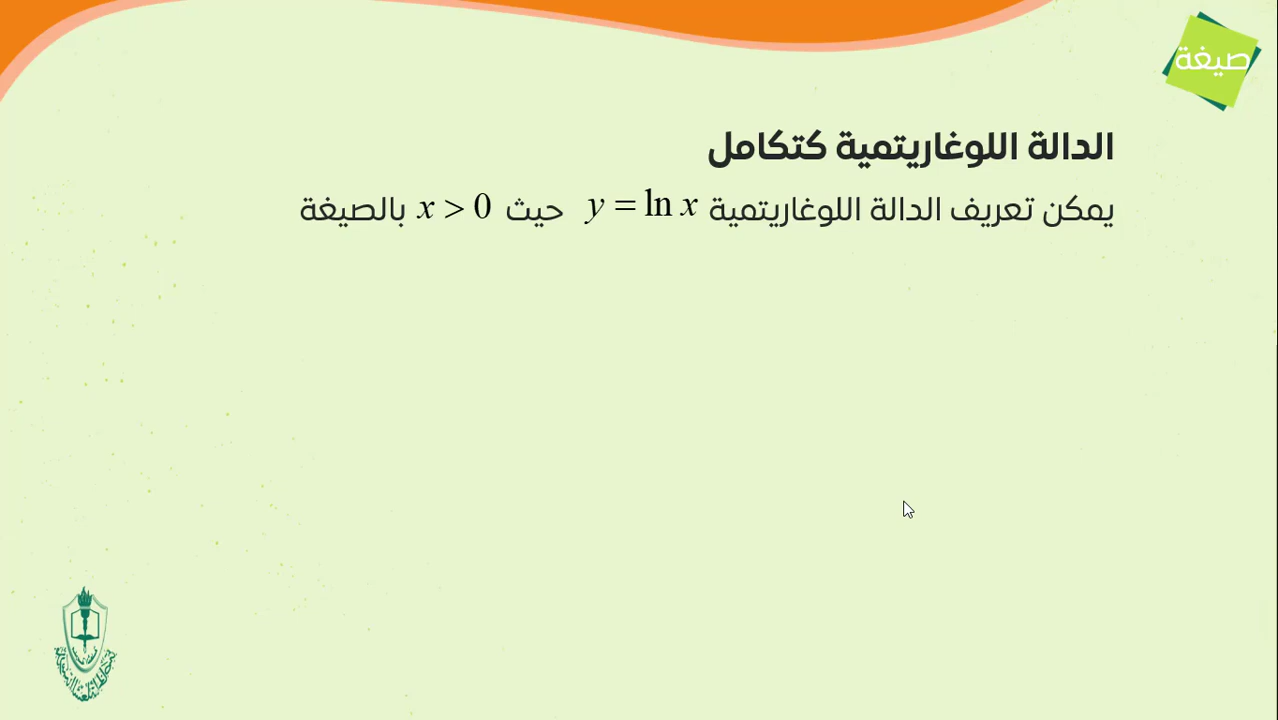 صيغة
الدالة اللوغاريتمية كتكامل
يمكن تعريف الدالة اللوغاريتمية y = ln x حيث x > 0 بالصيغة